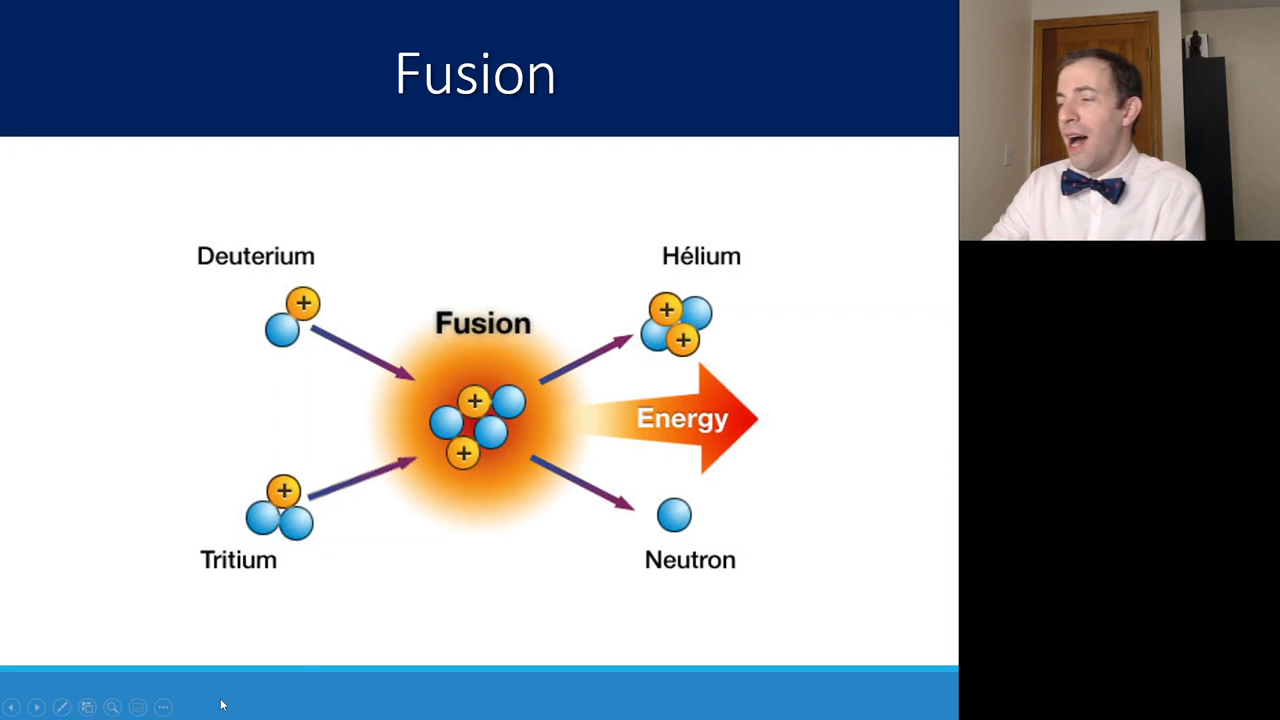 Fusion
Deuterium
Hélium
+
Fusion
+
+
+
+
Energy
+
+
Tritium
Neutron